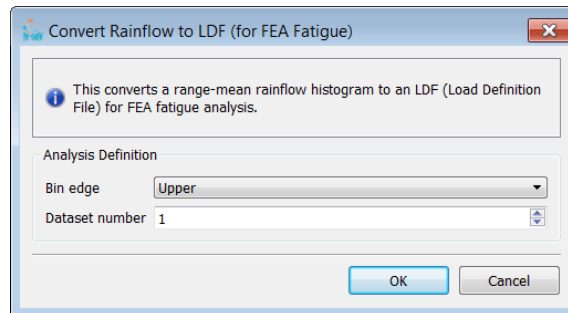 Convert Rainflow to LDF (for FEA Fatigue)
This converts a range-mean rainflow histogram to an LDF (Load Definition
File) for FEA fatigue analysis.
Analysis Definition
Bin edge Upper
Dataset number 1
OK Cancel